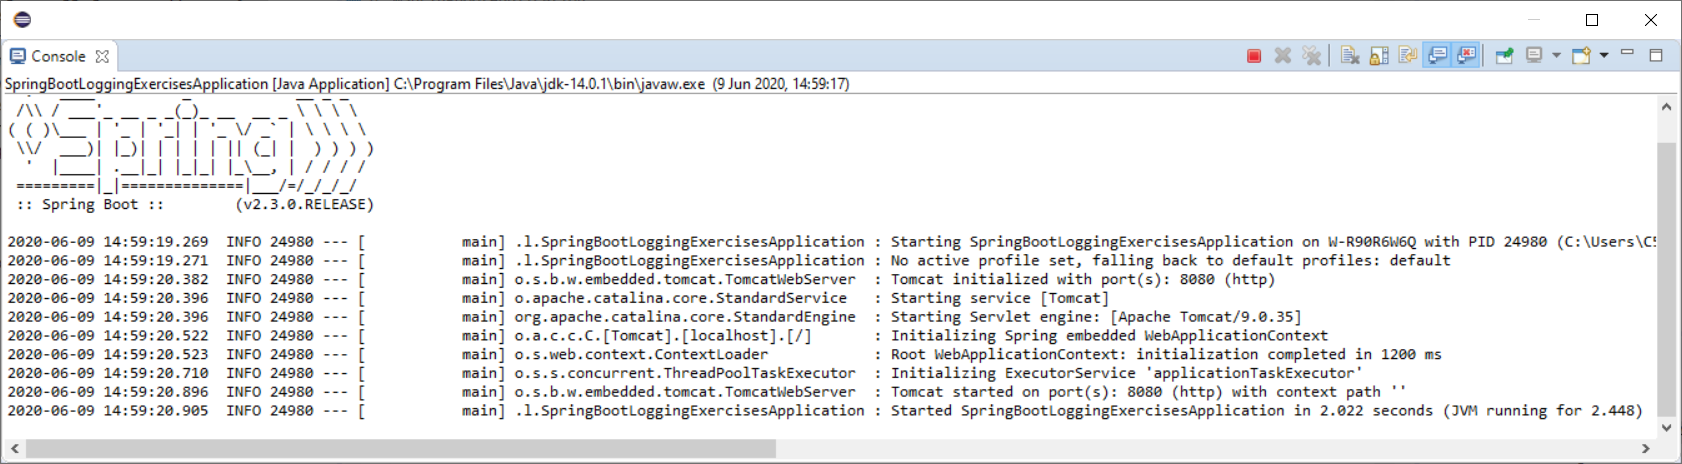 Console
SpringBootLoggingExercisesApplication [Java Application] C:\Program Files\Java\jdk-14.0.1\bin\javaw.exe (9 Jun 2020, 14:59:17)
Spring
:: Spring Boot ::        (v2.3.0.RELEASE)
2020-06-09 14:59:19.269  INFO 24980 --- [           main] .l.SpringBootLoggingExercisesApplication : Starting SpringBootLoggingExercisesApplication on W-R90R6W6Q with PID 24980 (C:\Users\C5
2020-06-09 14:59:19.271  INFO 24980 --- [           main] .l.SpringBootLoggingExercisesApplication : No active profile set, falling back to default profiles: default
2020-06-09 14:59:20.382  INFO 24980 --- [           main] o.s.b.w.embedded.tomcat.TomcatWebServer  : Tomcat initialized with port(s): 8080 (http)
2020-06-09 14:59:20.396  INFO 24980 --- [           main] o.apache.catalina.core.StandardService   : Starting service [Tomcat]
2020-06-09 14:59:20.396  INFO 24980 --- [           main] org.apache.catalina.core.StandardEngine  : Starting Servlet engine: [Apache Tomcat/9.0.35]
2020-06-09 14:59:20.522  INFO 24980 --- [           main] o.a.c.c.C.[Tomcat].[localhost].[/]       : Initializing Spring embedded WebApplicationContext
2020-06-09 14:59:20.523  INFO 24980 --- [           main] o.s.web.context.ContextLoader            : Root WebApplicationContext: initialization completed in 1200 ms
2020-06-09 14:59:20.710  INFO 24980 --- [           main] o.s.s.concurrent.ThreadPoolTaskExecutor  : Initializing ExecutorService 'applicationTaskExecutor'
2020-06-09 14:59:20.896  INFO 24980 --- [           main] o.s.b.w.embedded.tomcat.TomcatWebServer  : Tomcat started on port(s): 8080 (http) with context path ''
2020-06-09 14:59:20.905  INFO 24980 --- [           main] .l.SpringBootLoggingExercisesApplication : Started SpringBootLoggingExercisesApplication in 2.022 seconds (JVM running for 2.448)